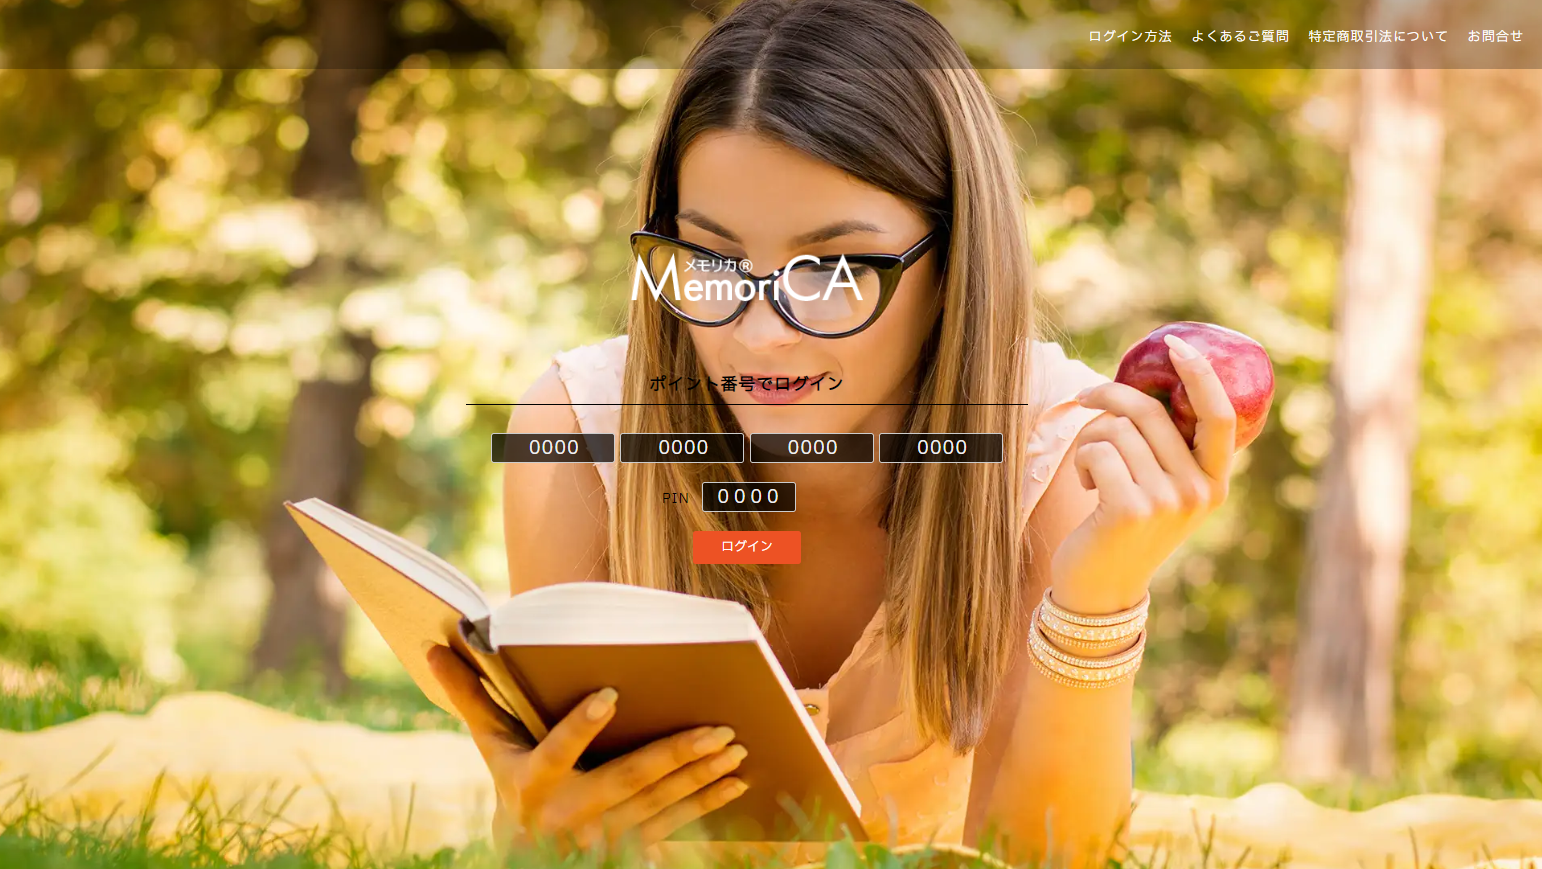 ログイン方法 よくあるご質問 特定商取引法について お問合せ
メモリカ®
MemoriCA
ポイント番号でログイン
0000 0000 0000 0000
PIN 0000
ログイン